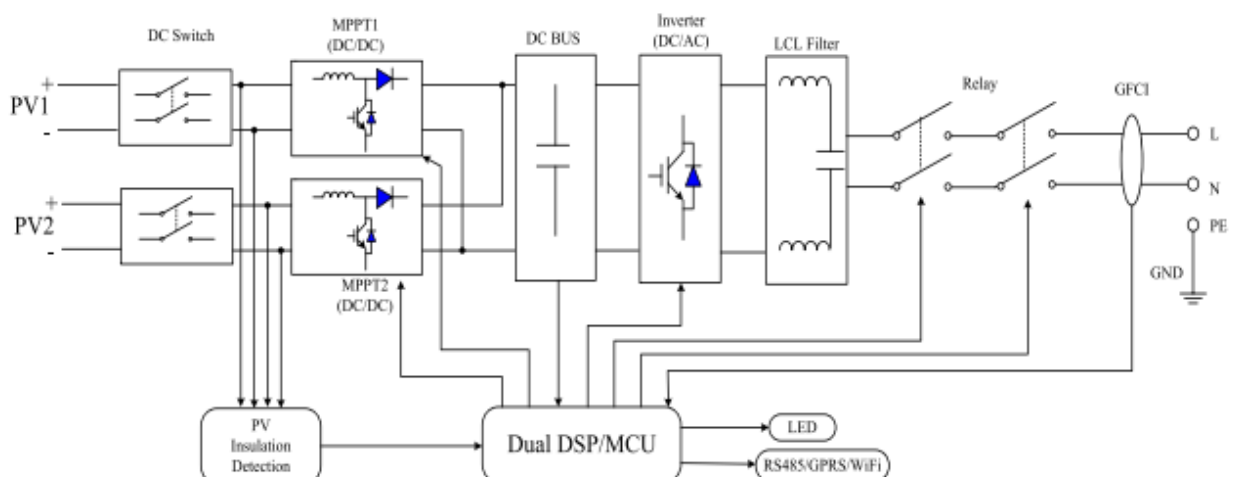 DC Switch
MPPT1
(DC/DC)
DC BUS
Inverter
(DC/AC)
LCL Filter
Relay
GFCI
PV1
+
-
L
N
PE
GND
PV2
+
-
MPPT2
(DC/DC)
PV
Insulation
Detection
Dual DSP/MCU
LED
RS485/GPRS/WiFi